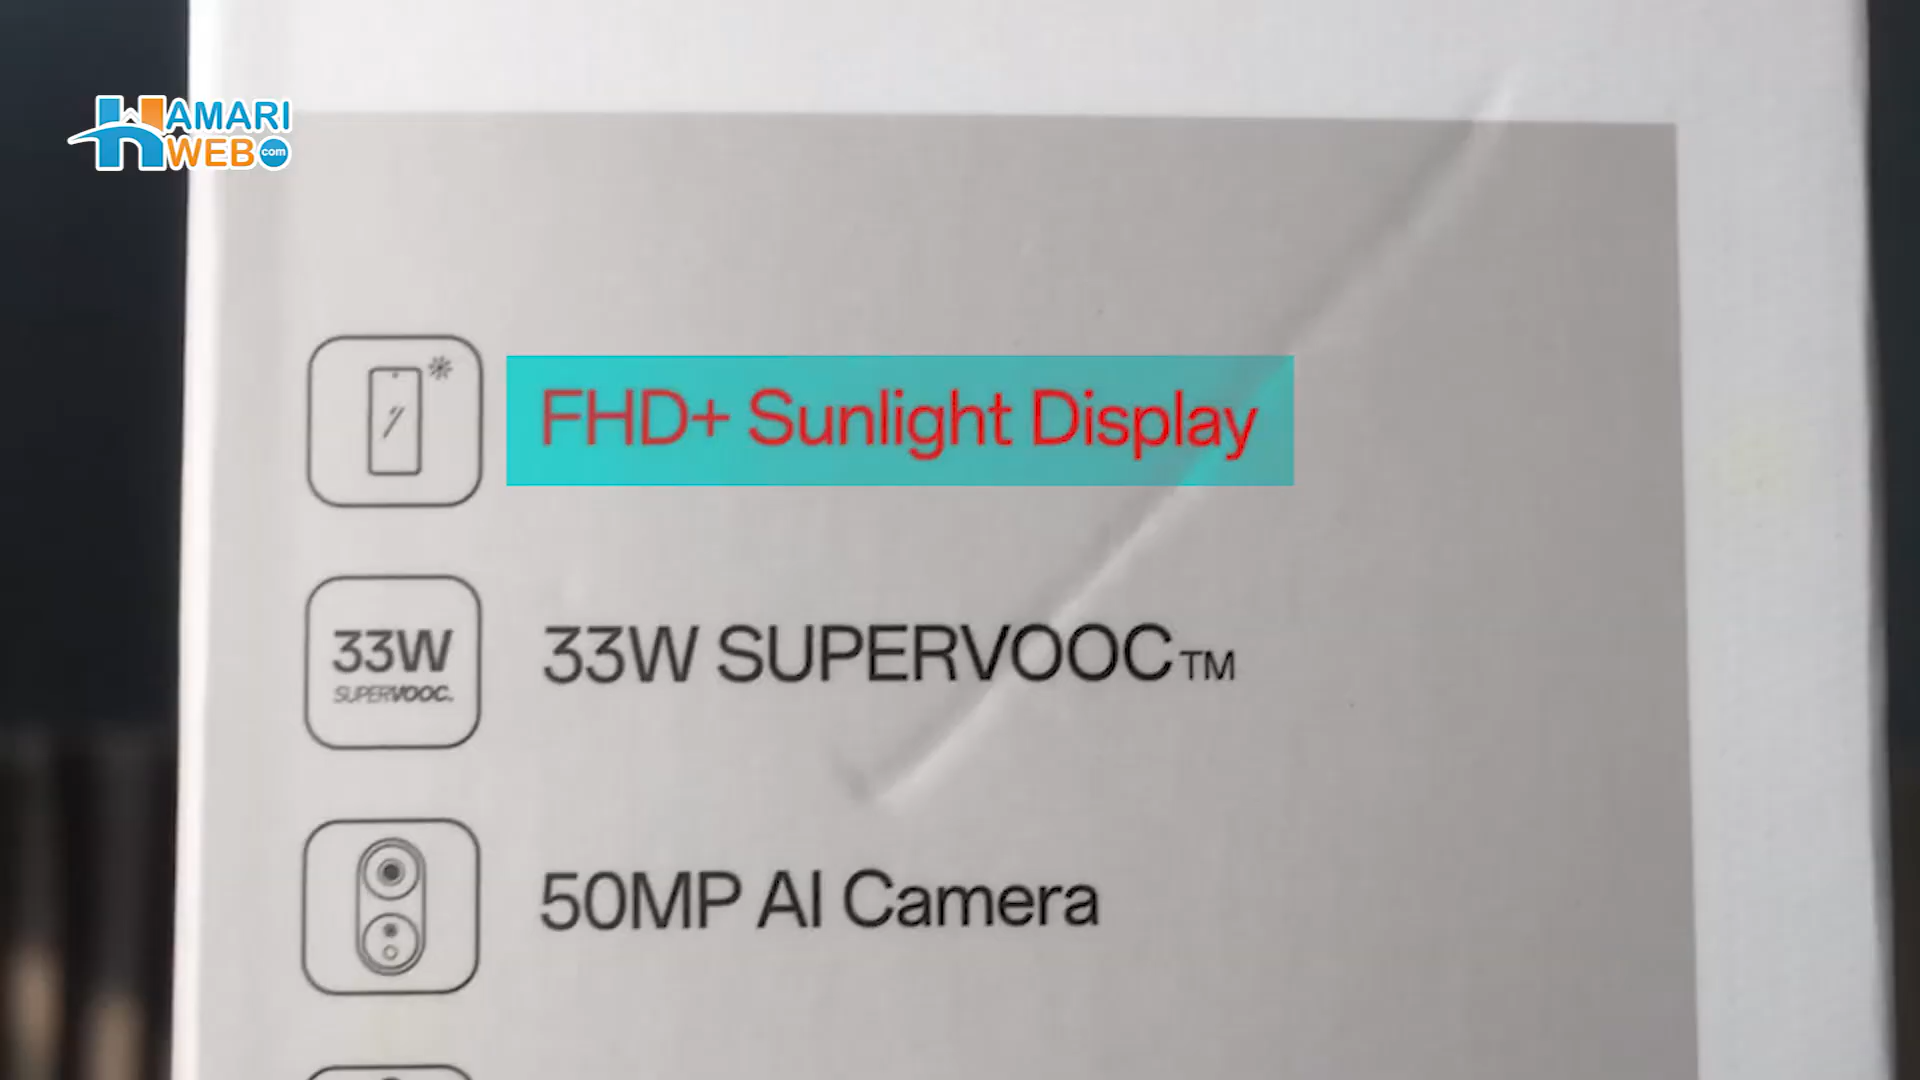 HAMARI
WEB.com
FHD+ Sunlight Display
33W
SUPERVOOC.
33W SUPERVOOC™
50MP AI Camera